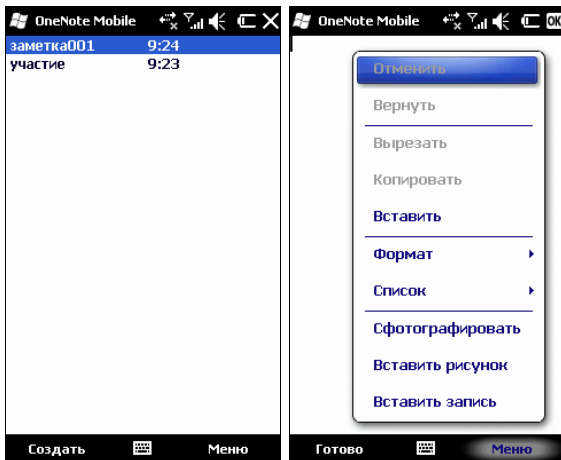 OneNote Mobile
заметка001 9:24
участие 9:23
Создать Меню
OneNote Mobile OK
Отменить
Вернуть
Вырезать
Копировать
Вставить
Формат
Список
Сфотографировать
Вставить рисунок
Вставить запись
Готово Меню